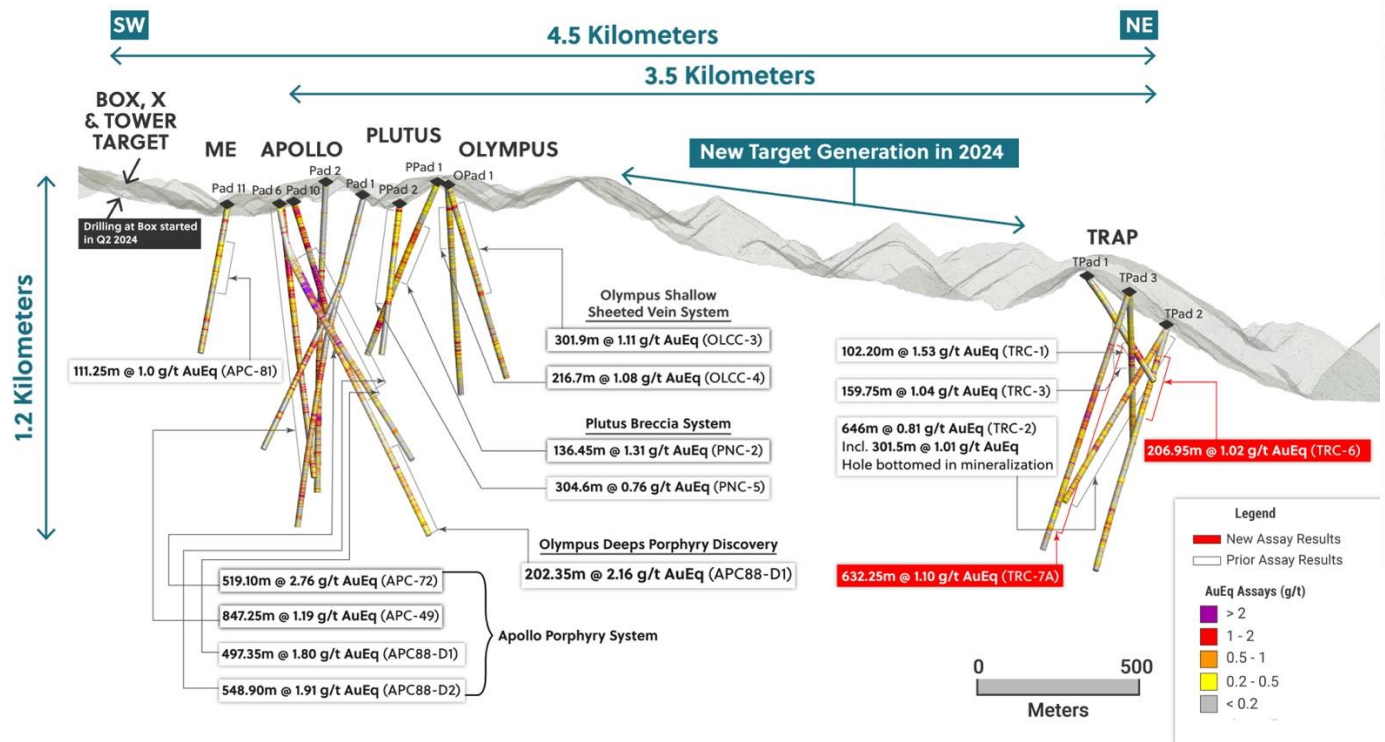 SW
NE
4.5 Kilometers
3.5 Kilometers
BOX, X
& TOWER
TARGET
ME
APOLLO
PLUTUS
OLYMPUS
New Target Generation in 2024
TRAP
Pad 11
Pad 6
Pad 10
Pad 2
Pad 1
PPad 2
PPad 1
OPad 1
TPad 1
TPad 3
TPad 2
Drilling at Box started
in Q2 2024
1.2 Kilometers
111.25m @ 1.0 g/t AuEq (APC-81)
Olympus Shallow
Sheeted Vein System
301.9m @ 1.11 g/t AuEq (OLCC-3)
216.7m @ 1.08 g/t AuEq (OLCC-4)
Plutus Breccia System
136.45m @ 1.31 g/t AuEq (PNC-2)
304.6m @ 0.76 g/t AuEq (PNC-5)
Olympus Deeps Porphyry Discovery
202.35m @ 2.16 g/t AuEq (APC88-D1)
519.10m @ 2.76 g/t AuEq (APC-72)
847.25m @ 1.19 g/t AuEq (APC-49)
497.35m @ 1.80 g/t AuEq (APC88-D1)
548.90m @ 1.91 g/t AuEq (APC88-D2)
Apollo Porphyry System
102.20m @ 1.53 g/t AuEq (TRC-1)
159.75m @ 1.04 g/t AuEq (TRC-3)
646m @ 0.81 g/t AuEq (TRC-2)
Incl. 301.5m @ 1.01 g/t AuEq
Hole bottomed in mineralization
206.95m @ 1.02 g/t AuEq (TRC-6)
632.25m @ 1.10 g/t AuEq (TRC-7A)
0
500
Meters
Legend
New Assay Results
Prior Assay Results
AuEq Assays (g/t)
> 2
1 - 2
0.5 - 1
0.2 - 0.5
< 0.2